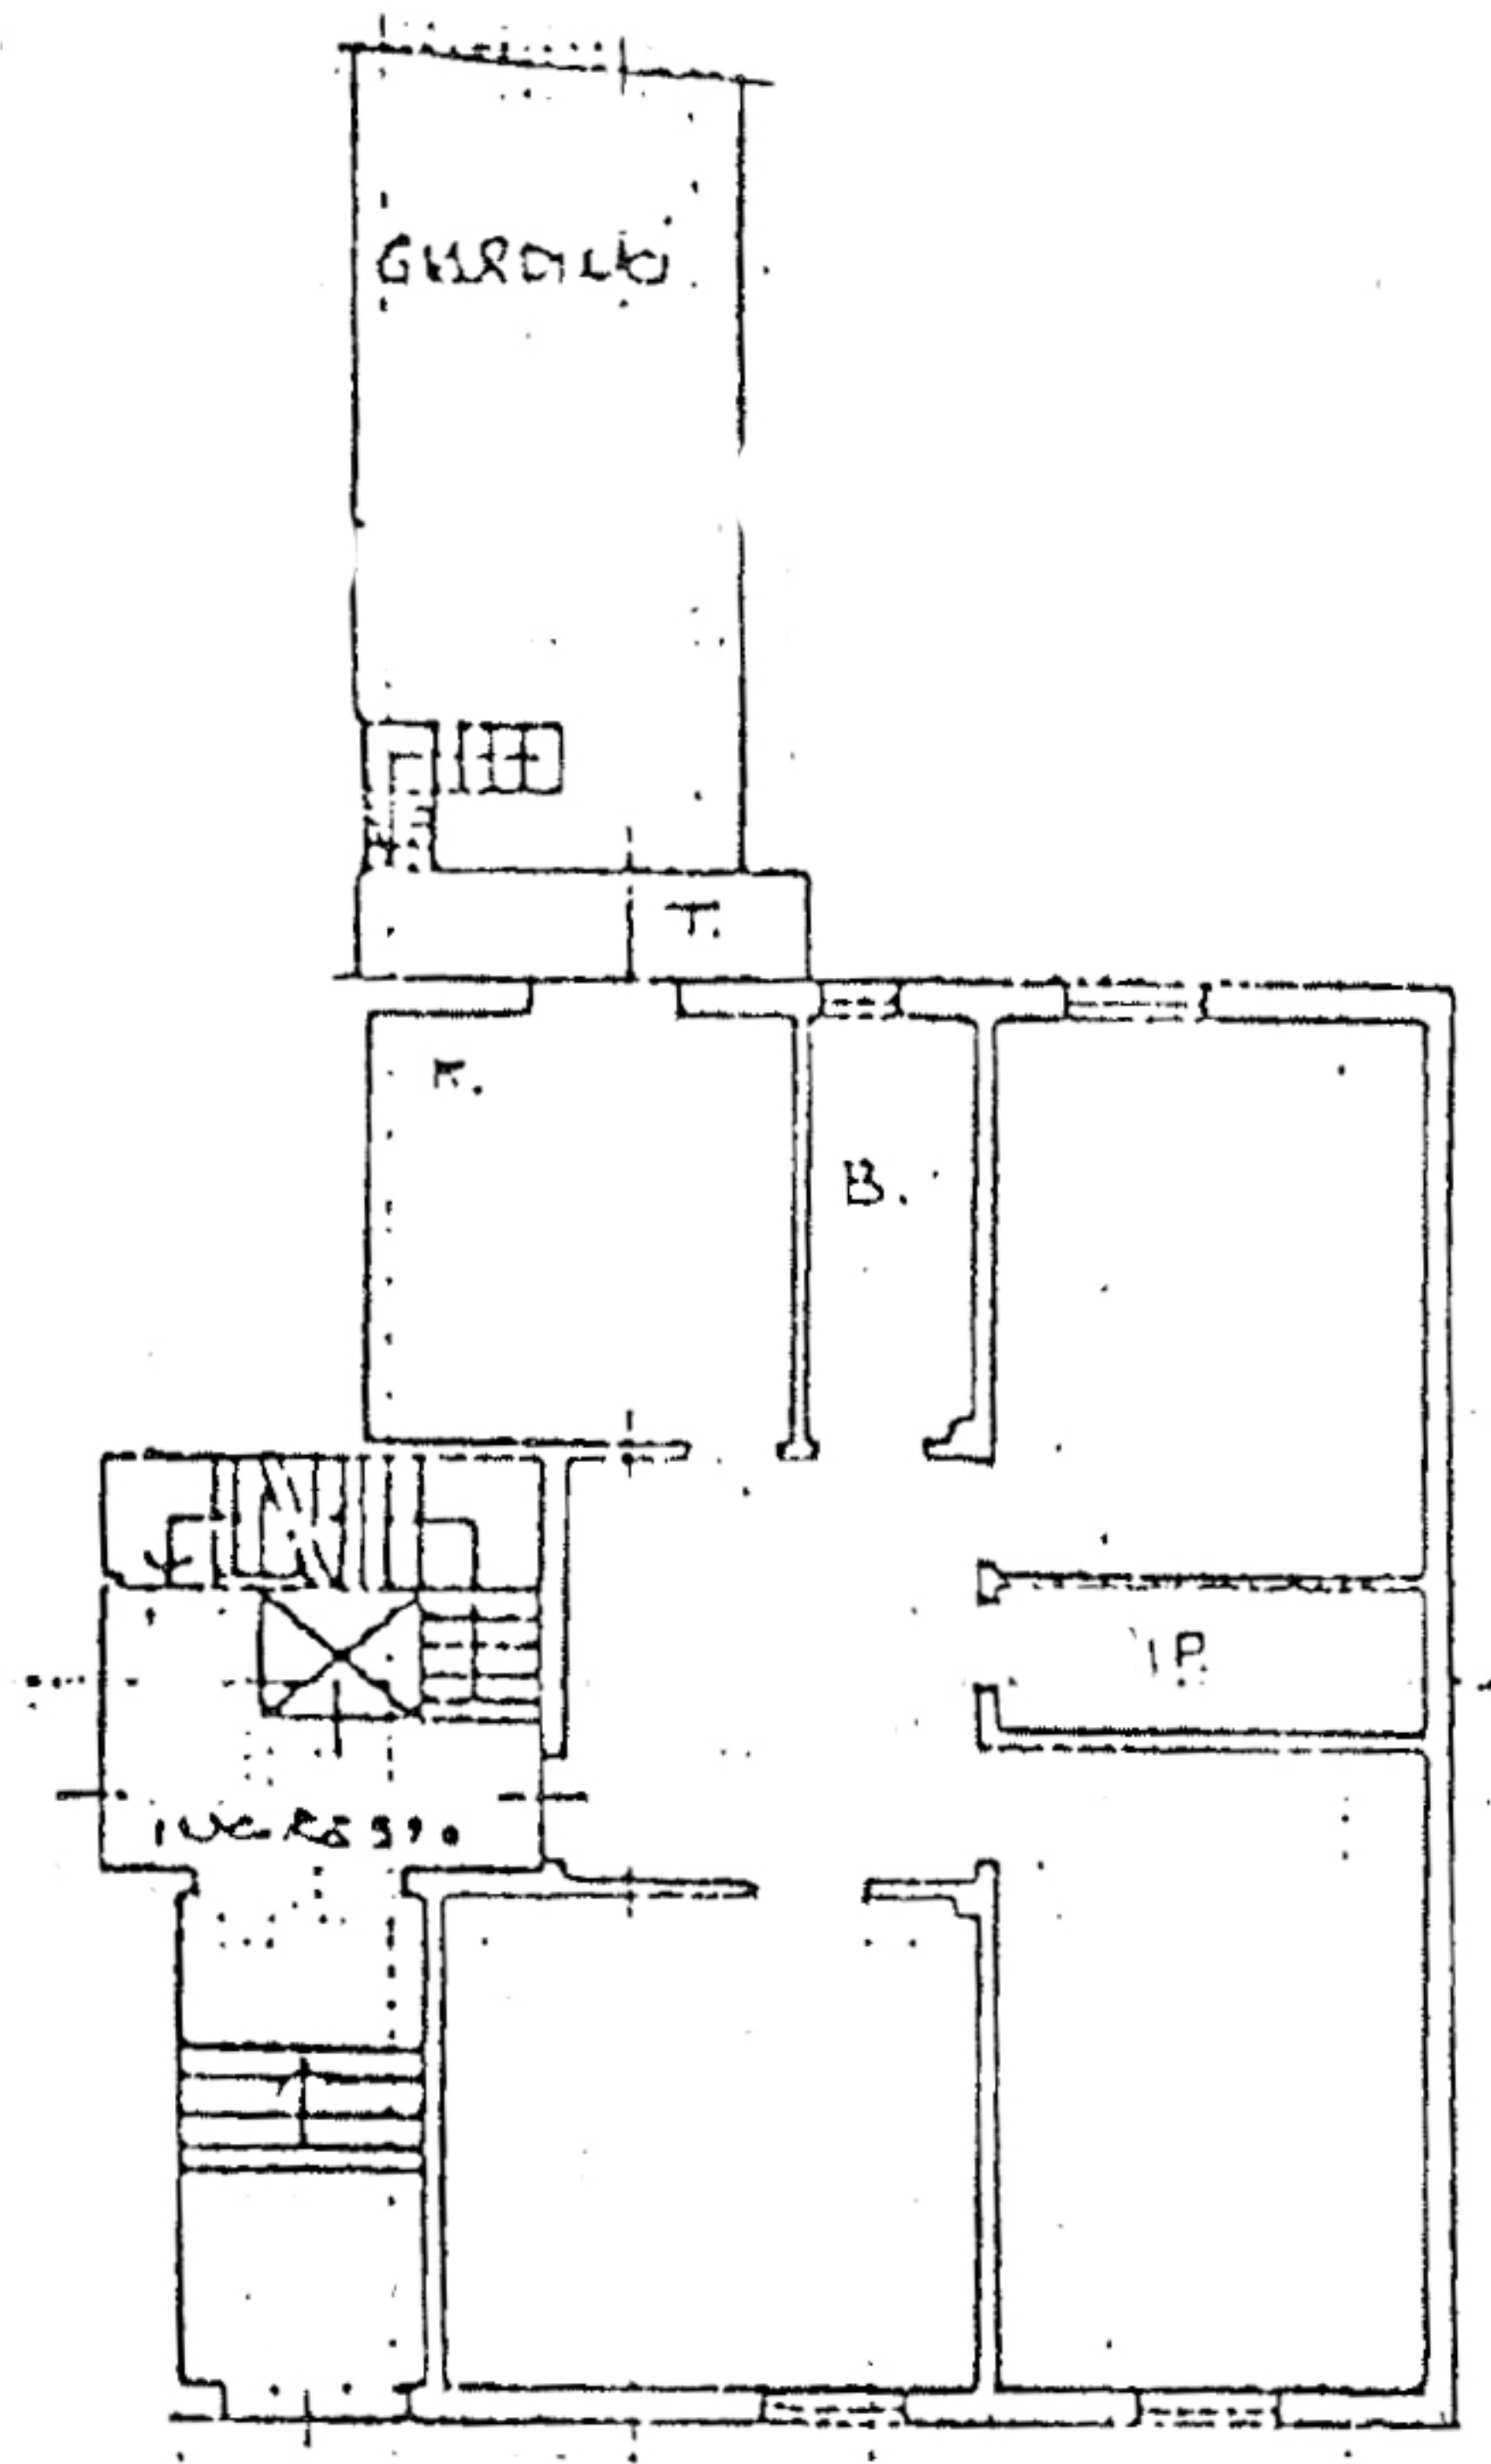 GIARDINO
T.
K.
B.
IP.
INGRESSO